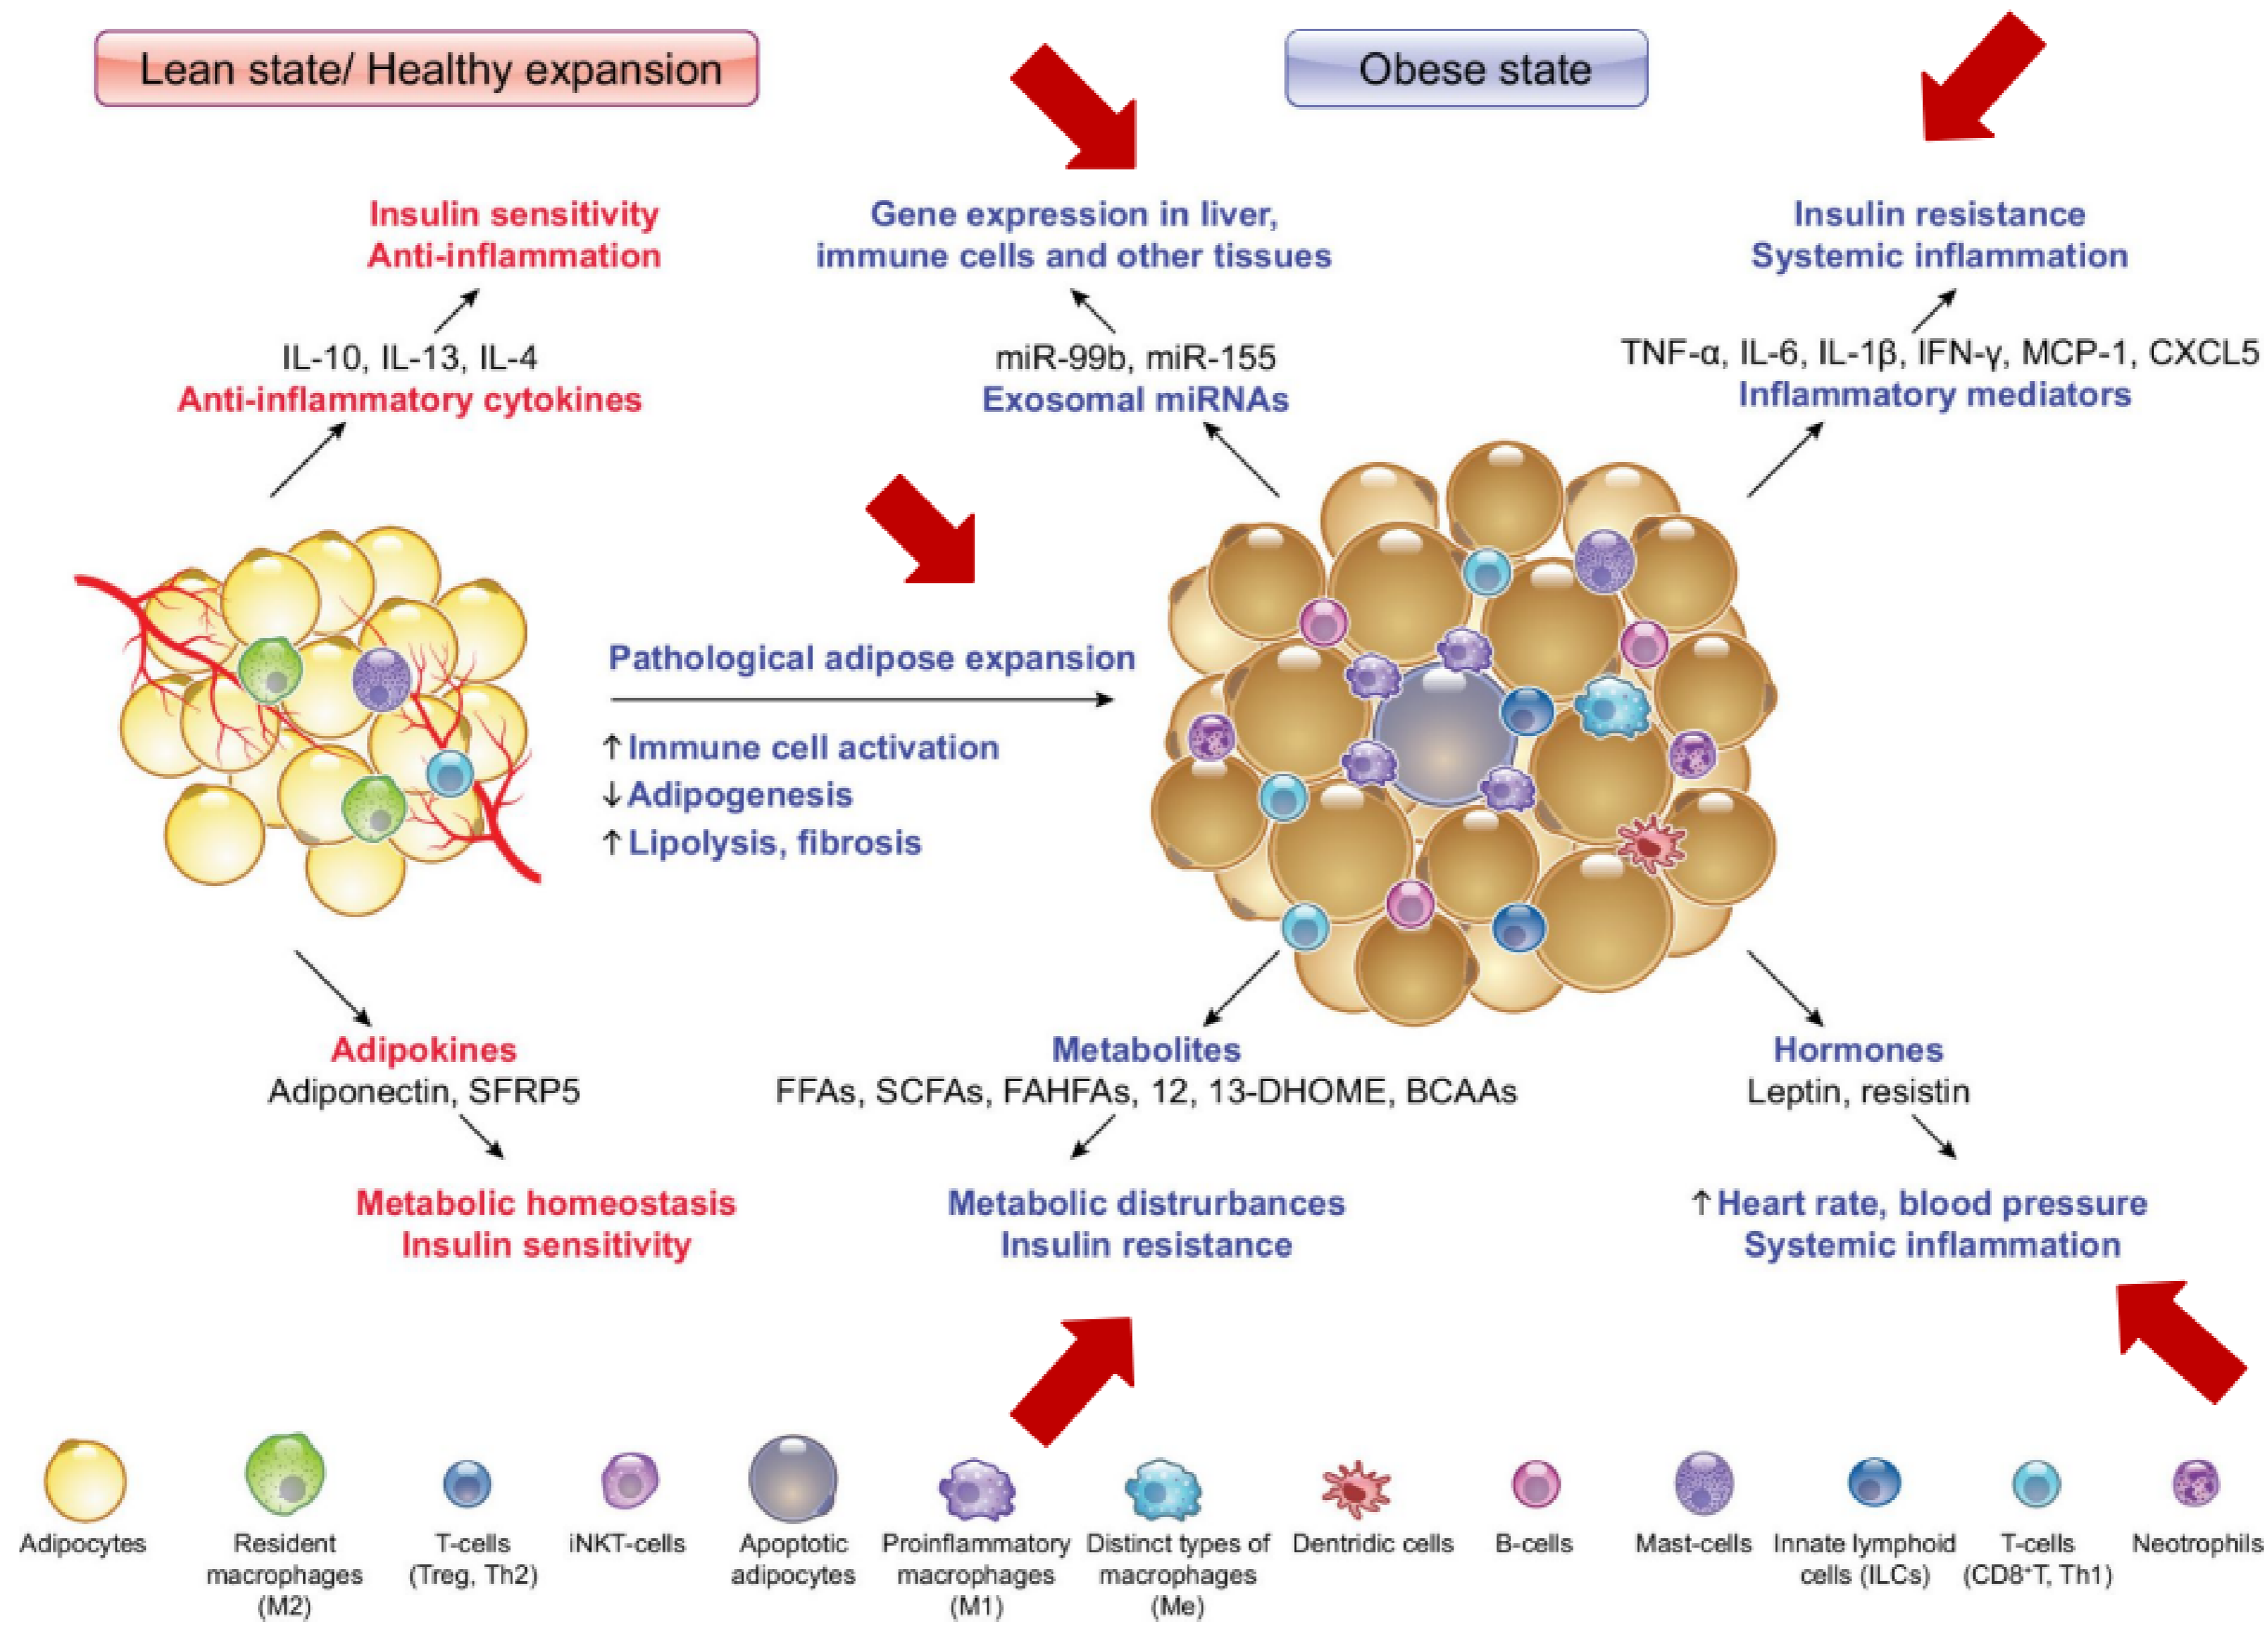 Lean state/ Healthy expansion
Obese state
Insulin sensitivity
Anti-inflammation
IL-10, IL-13, IL-4
Anti-inflammatory cytokines
Gene expression in liver,
immune cells and other tissues
miR-99b, miR-155
Exosomal miRNAs
Insulin resistance
Systemic inflammation
TNF-α, IL-6, IL-1β, IFN-γ, MCP-1, CXCL5
Inflammatory mediators
Pathological adipose expansion
↑ Immune cell activation
↓ Adipogenesis
↑ Lipolysis, fibrosis
Adipokines
Adiponectin, SFRP5
Metabolic homeostasis
Insulin sensitivity
Metabolites
FFAs, SCFAs, FAHFAs, 12, 13-DHOME, BCAAs
Metabolic distrurbances
Insulin resistance
Hormones
Leptin, resistin
↑ Heart rate, blood pressure
Systemic inflammation
Adipocytes
Resident
macrophages
(M2)
T-cells
(Treg, Th2)
iNKT-cells
Apoptotic
adipocytes
Proinflammatory
macrophages
(M1)
Distinct types of
macrophages
(Me)
Dentridic cells
B-cells
Mast-cells
Innate lymphoid
cells (ILCs)
T-cells
(CD8⁺T, Th1)
Neotrophils